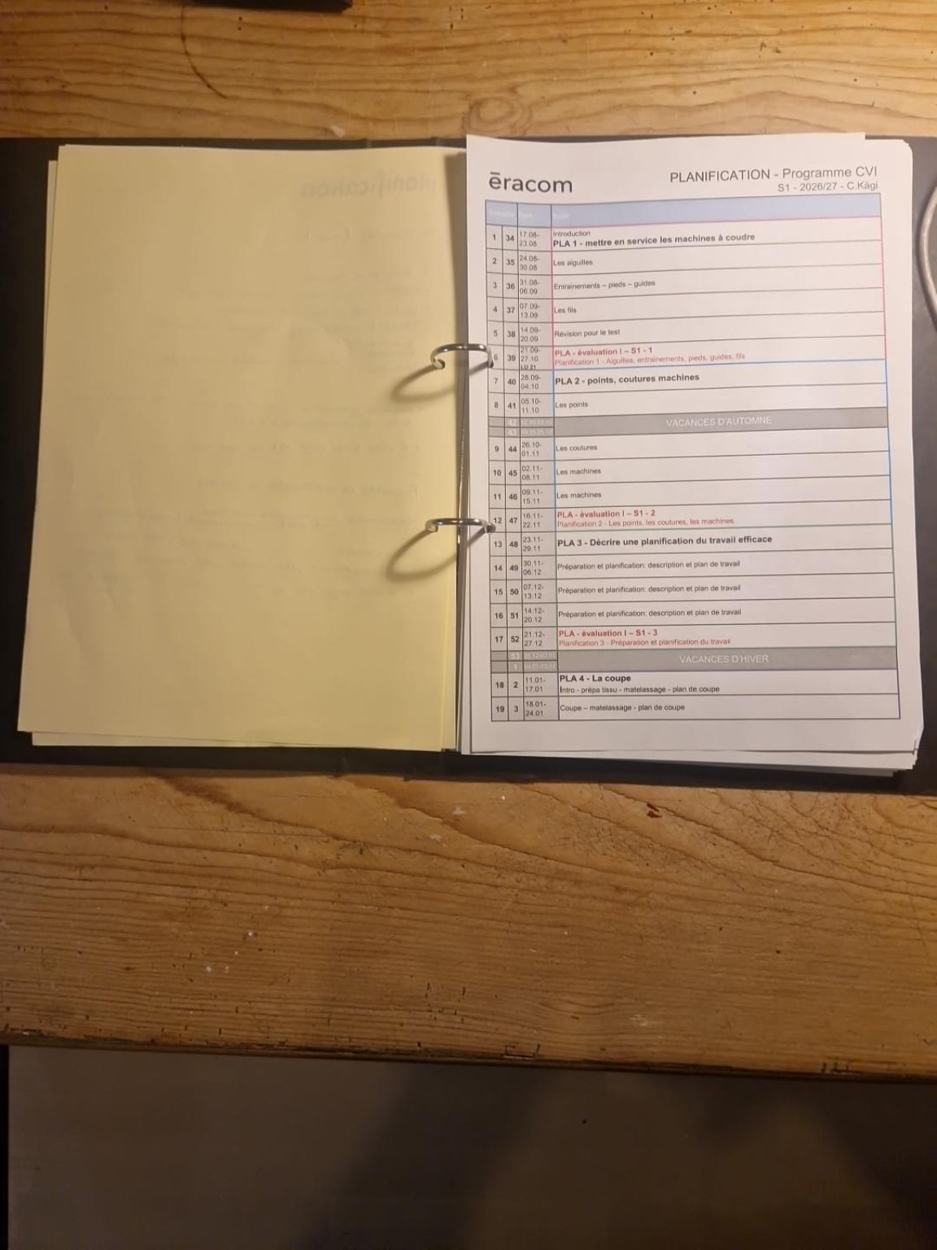 ēracom
PLANIFICATION - Programme CVI
S1 - 2026/27 - C.Kägi
Introduction
1 34 17.08-23.08 PLA 1 - mettre en service les machines à coudre
2 35 24.08-30.08 Les aiguilles
3 36 31.08-06.09 Entrainements – pieds – guides
4 37 07.09-13.09 Les fils
5 38 14.09-20.09 Révision pour le test
6 39 21.09-27.10 PLA - évaluation I – S1 - 1
Planification 1 - Aiguilles, entrainements, pieds, guides, fils
7 40 28.09-04.10 PLA 2 - points, coutures machines
8 41 05.10-11.10 Les points
42 VACANCES D'AUTOMNE
43
9 44 26.10-01.11 Les coutures
10 45 02.11-08.11 Les machines
11 46 09.11-15.11 Les machines
12 47 16.11-22.11 PLA - évaluation I – S1 - 2
Planification 2 - Les points, les coutures, les machines
13 48 23.11-29.11 PLA 3 - Décrire une planification du travail efficace
14 49 30.11-06.12 Préparation et planification: description et plan de travail
15 50 07.12-13.12 Préparation et planification: description et plan de travail
16 51 14.12-20.12 Préparation et planification: description et plan de travail
17 52 21.12-27.12 PLA - évaluation I – S1 - 3
Planification 3 - Préparation et planification du travail
53 VACANCES D'HIVER
1
18 2 11.01-17.01 PLA 4 - La coupe
Intro - prépa tissu - matelassage - plan de coupe
19 3 18.01-24.01 Coupe – matelassage - plan de coupe